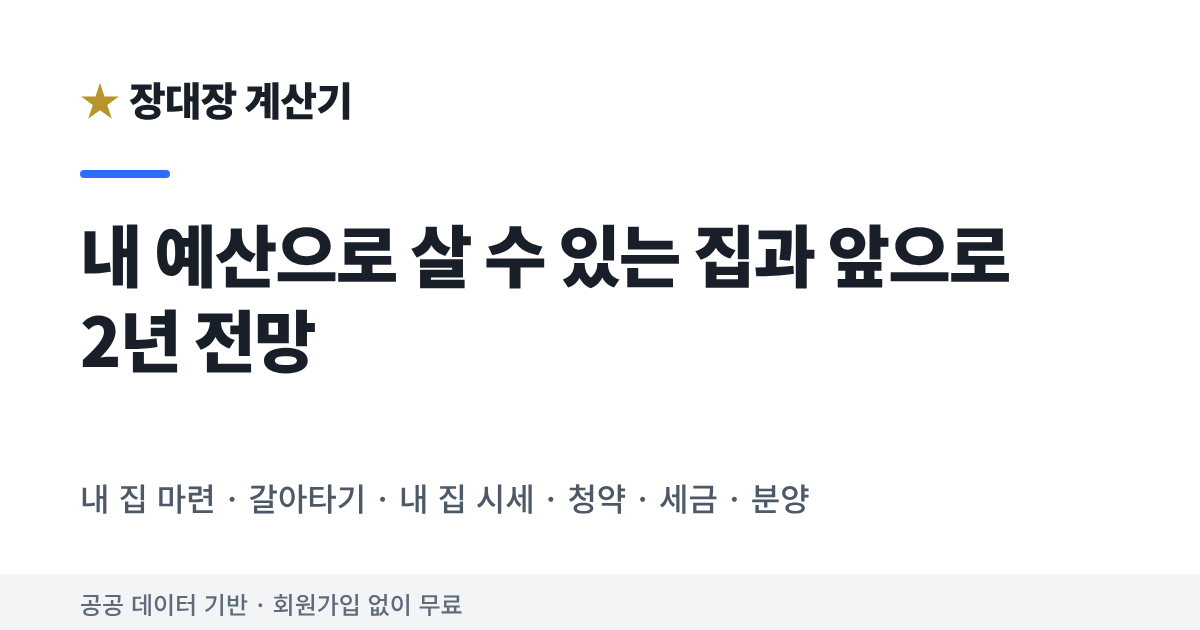 ★ 장대장 계산기
내 예산으로 살 수 있는 집과 앞으로
2년 전망
내 집 마련 · 갈아타기 · 내 집 시세 · 청약 · 세금 · 분양
공공 데이터 기반 · 회원가입 없이 무료